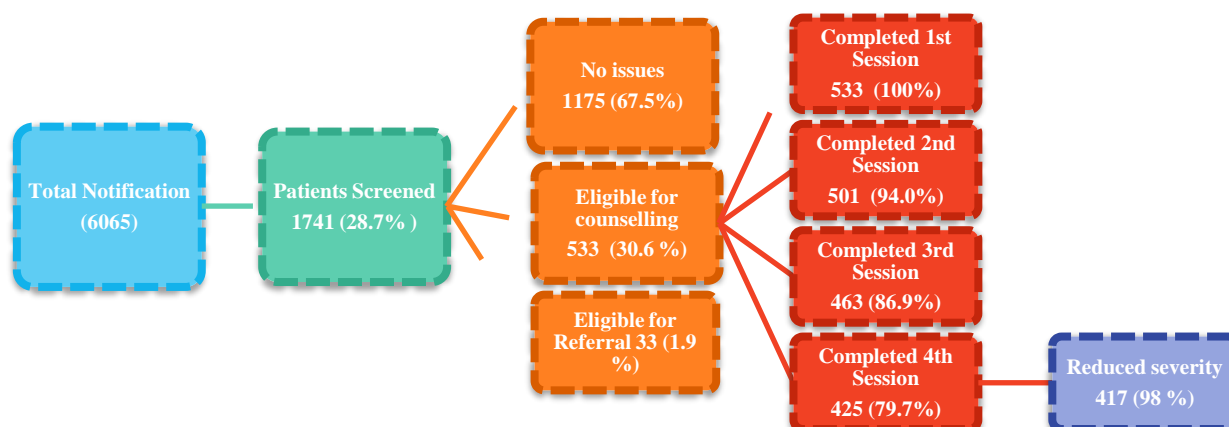 Total Notification
(6065)
Patients Screened
1741 (28.7% )
No issues
1175 (67.5%)
Eligible for
counselling
533 (30.6 %)
Eligible for
Referral 33 (1.9
%)
Completed 1st
Session
533 (100%)
Completed 2nd
Session
501 (94.0%)
Completed 3rd
Session
463 (86.9%)
Completed 4th
Session
425 (79.7%)
Reduced severity
417 (98 %)